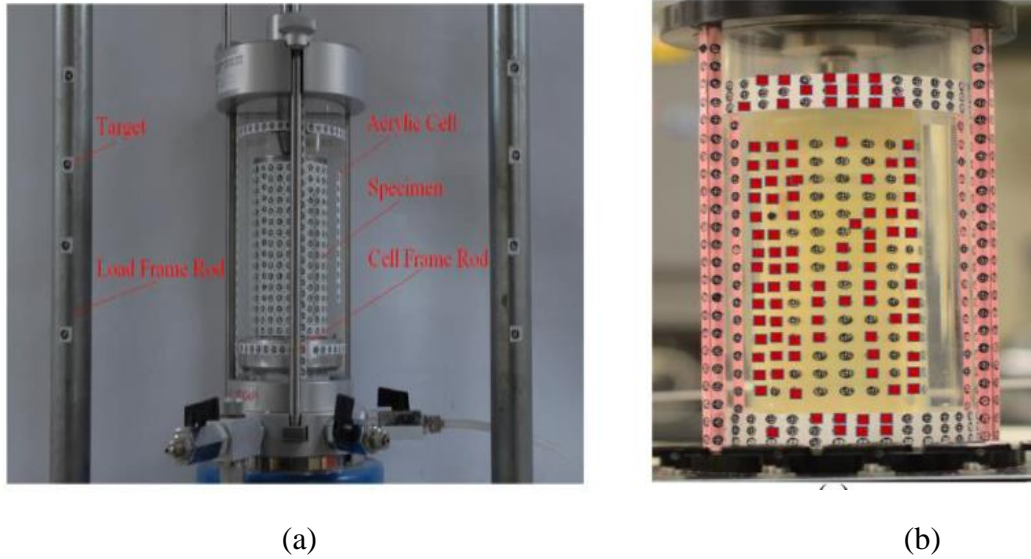 Target
Acrylic Cell
Specimen
Cell Frame Rod
Load Frame Rod
(a)
(b)